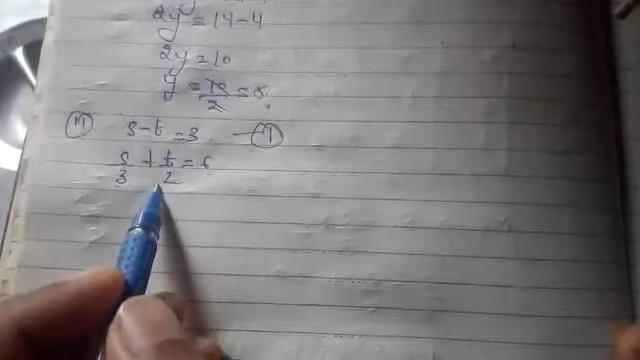 2y = 14 - 4
2y = 10
y = 10/2 = 5.
(ii) s - t = 3 — (1)
s/3 + t/2 = 6